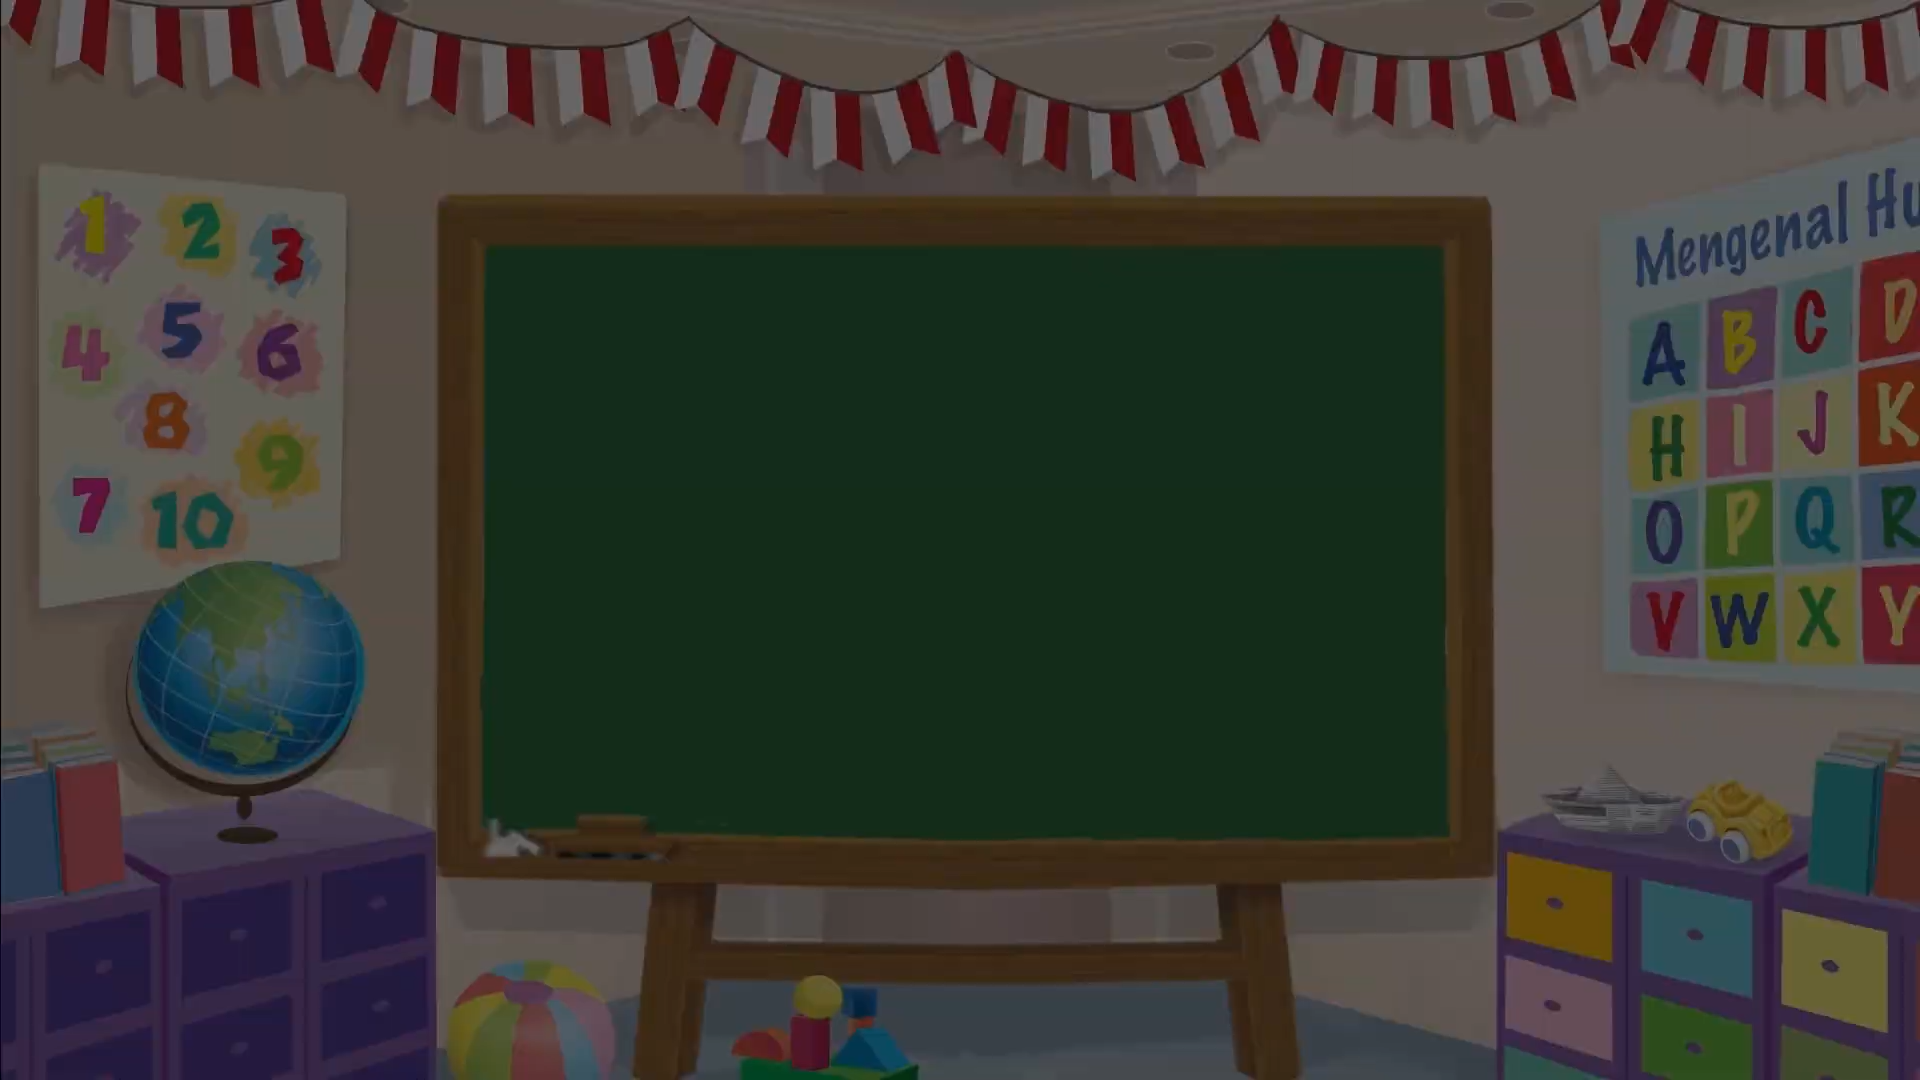 1 2 3
4 5 6
8 9
7 10
Mengenal Hu
A B C D
H I J K
O P Q R
V W X Y